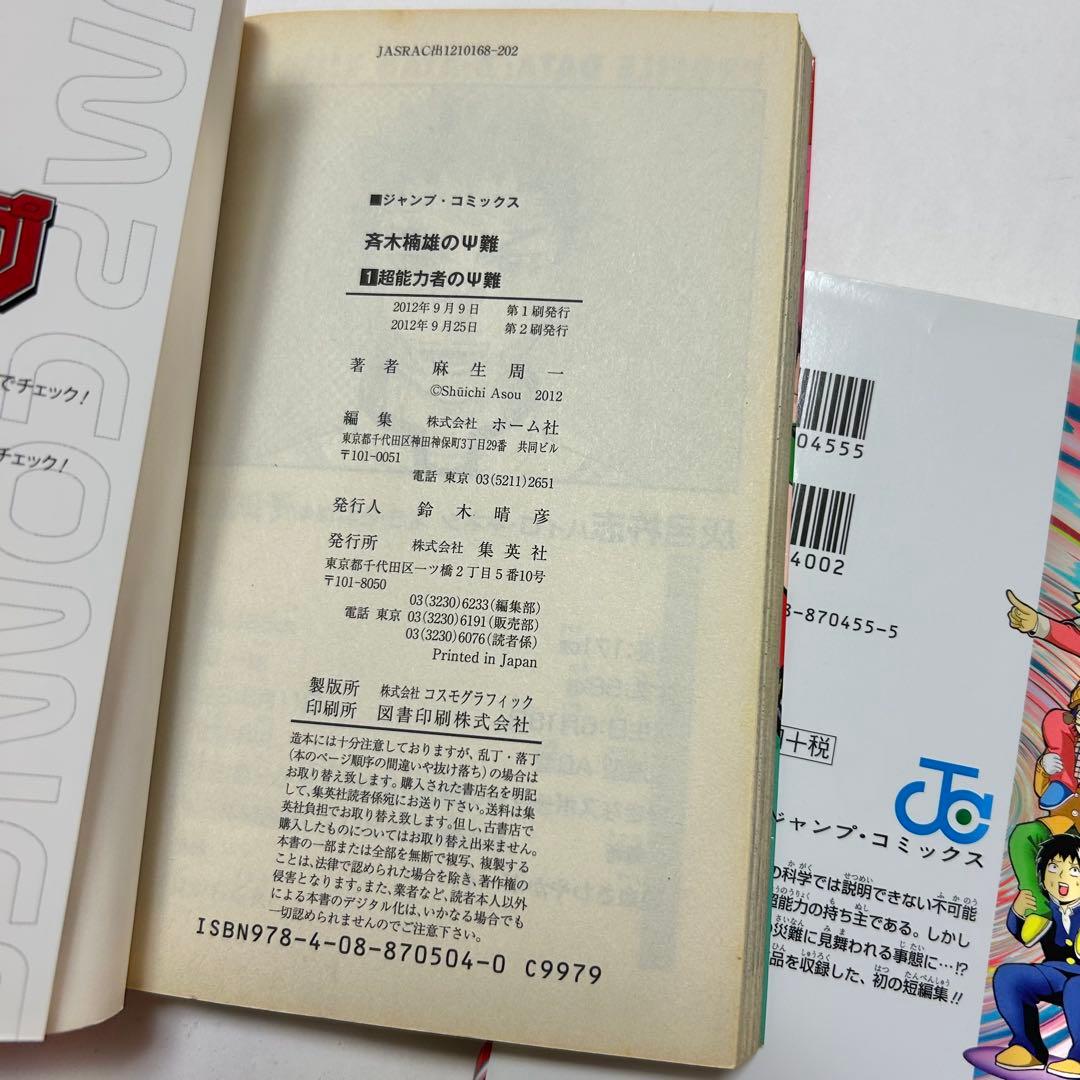 でチェック!
チェック!
JASRAC出1210168-202
■ジャンプ・コミックス
斉木楠雄のΨ難
1超能力者のΨ難
2012年9月9日 第1刷発行
2012年9月25日 第2刷発行
著者 麻生周一
©Shūichi Asou 2012
編集 株式会社 ホーム社
東京都千代田区神田神保町3丁目29番 共同ビル
〒101-0051
電話 東京 03(5211)2651
発行人 鈴木晴彦
発行所 株式会社 集英社
東京都千代田区一ツ橋2丁目5番10号
〒101-8050
03(3230)6233(編集部)
電話 東京 03(3230)6191(販売部)
03(3230)6076(読者係)
Printed in Japan
製版所 株式会社 コスモグラフィック
印刷所 図書印刷株式会社
造本には十分注意しておりますが、乱丁・落丁
(本のページ順序の間違いや抜け落ち)の場合は
お取り替え致します。購入された書店名を明記
して、集英社読者係宛にお送り下さい。送料は集
英社負担でお取り替え致します。但し、古書店で
購入したものについてはお取り替え出来ません。
本書の一部または全部を無断で複写、複製する
ことは、法律で認められた場合を除き、著作権の
侵害となります。また、業者など、読者本人以外
による本書のデジタル化は、いかなる場合でも
一切認められませんのでご注意下さい。
ISBN978-4-08-870504-0 C9979
04555
4002
8-870455-5
円+税
ジャンプ・コミックス
の科学では説明できない不可能
超能力の持ち主である。しかし
災難に見舞われる事態に…!?
品を収録した、初の短編集!!